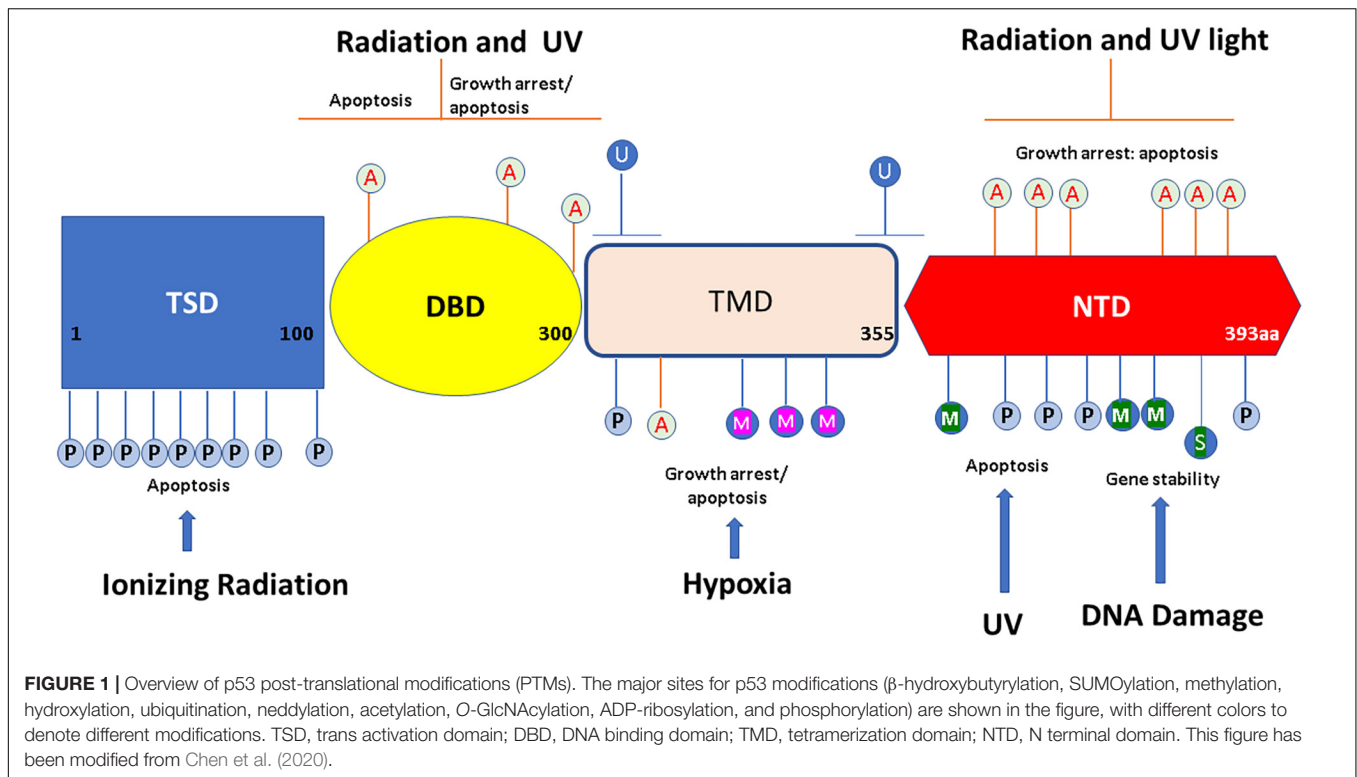 Radiation and UV
Radiation and UV light
Apoptosis
Growth arrest/
apoptosis
Growth arrest: apoptosis
U
U
A
A
A
A A A A A A
TSD
1 100
DBD
300
TMD
355
NTD
393aa
P P P P P P P P P
P A M M M
M P P P M M S P
Apoptosis
Growth arrest/
apoptosis
Apoptosis
Gene stability
Ionizing Radiation
Hypoxia
UV
DNA Damage
FIGURE 1 | Overview of p53 post-translational modifications (PTMs). The major sites for p53 modifications (β-hydroxybutyrylation, SUMOylation, methylation,
hydroxylation, ubiquitination, neddylation, acetylation, O-GlcNAcylation, ADP-ribosylation, and phosphorylation) are shown in the figure, with different colors to
denote different modifications. TSD, trans activation domain; DBD, DNA binding domain; TMD, tetramerization domain; NTD, N terminal domain. This figure has
been modified from Chen et al. (2020).